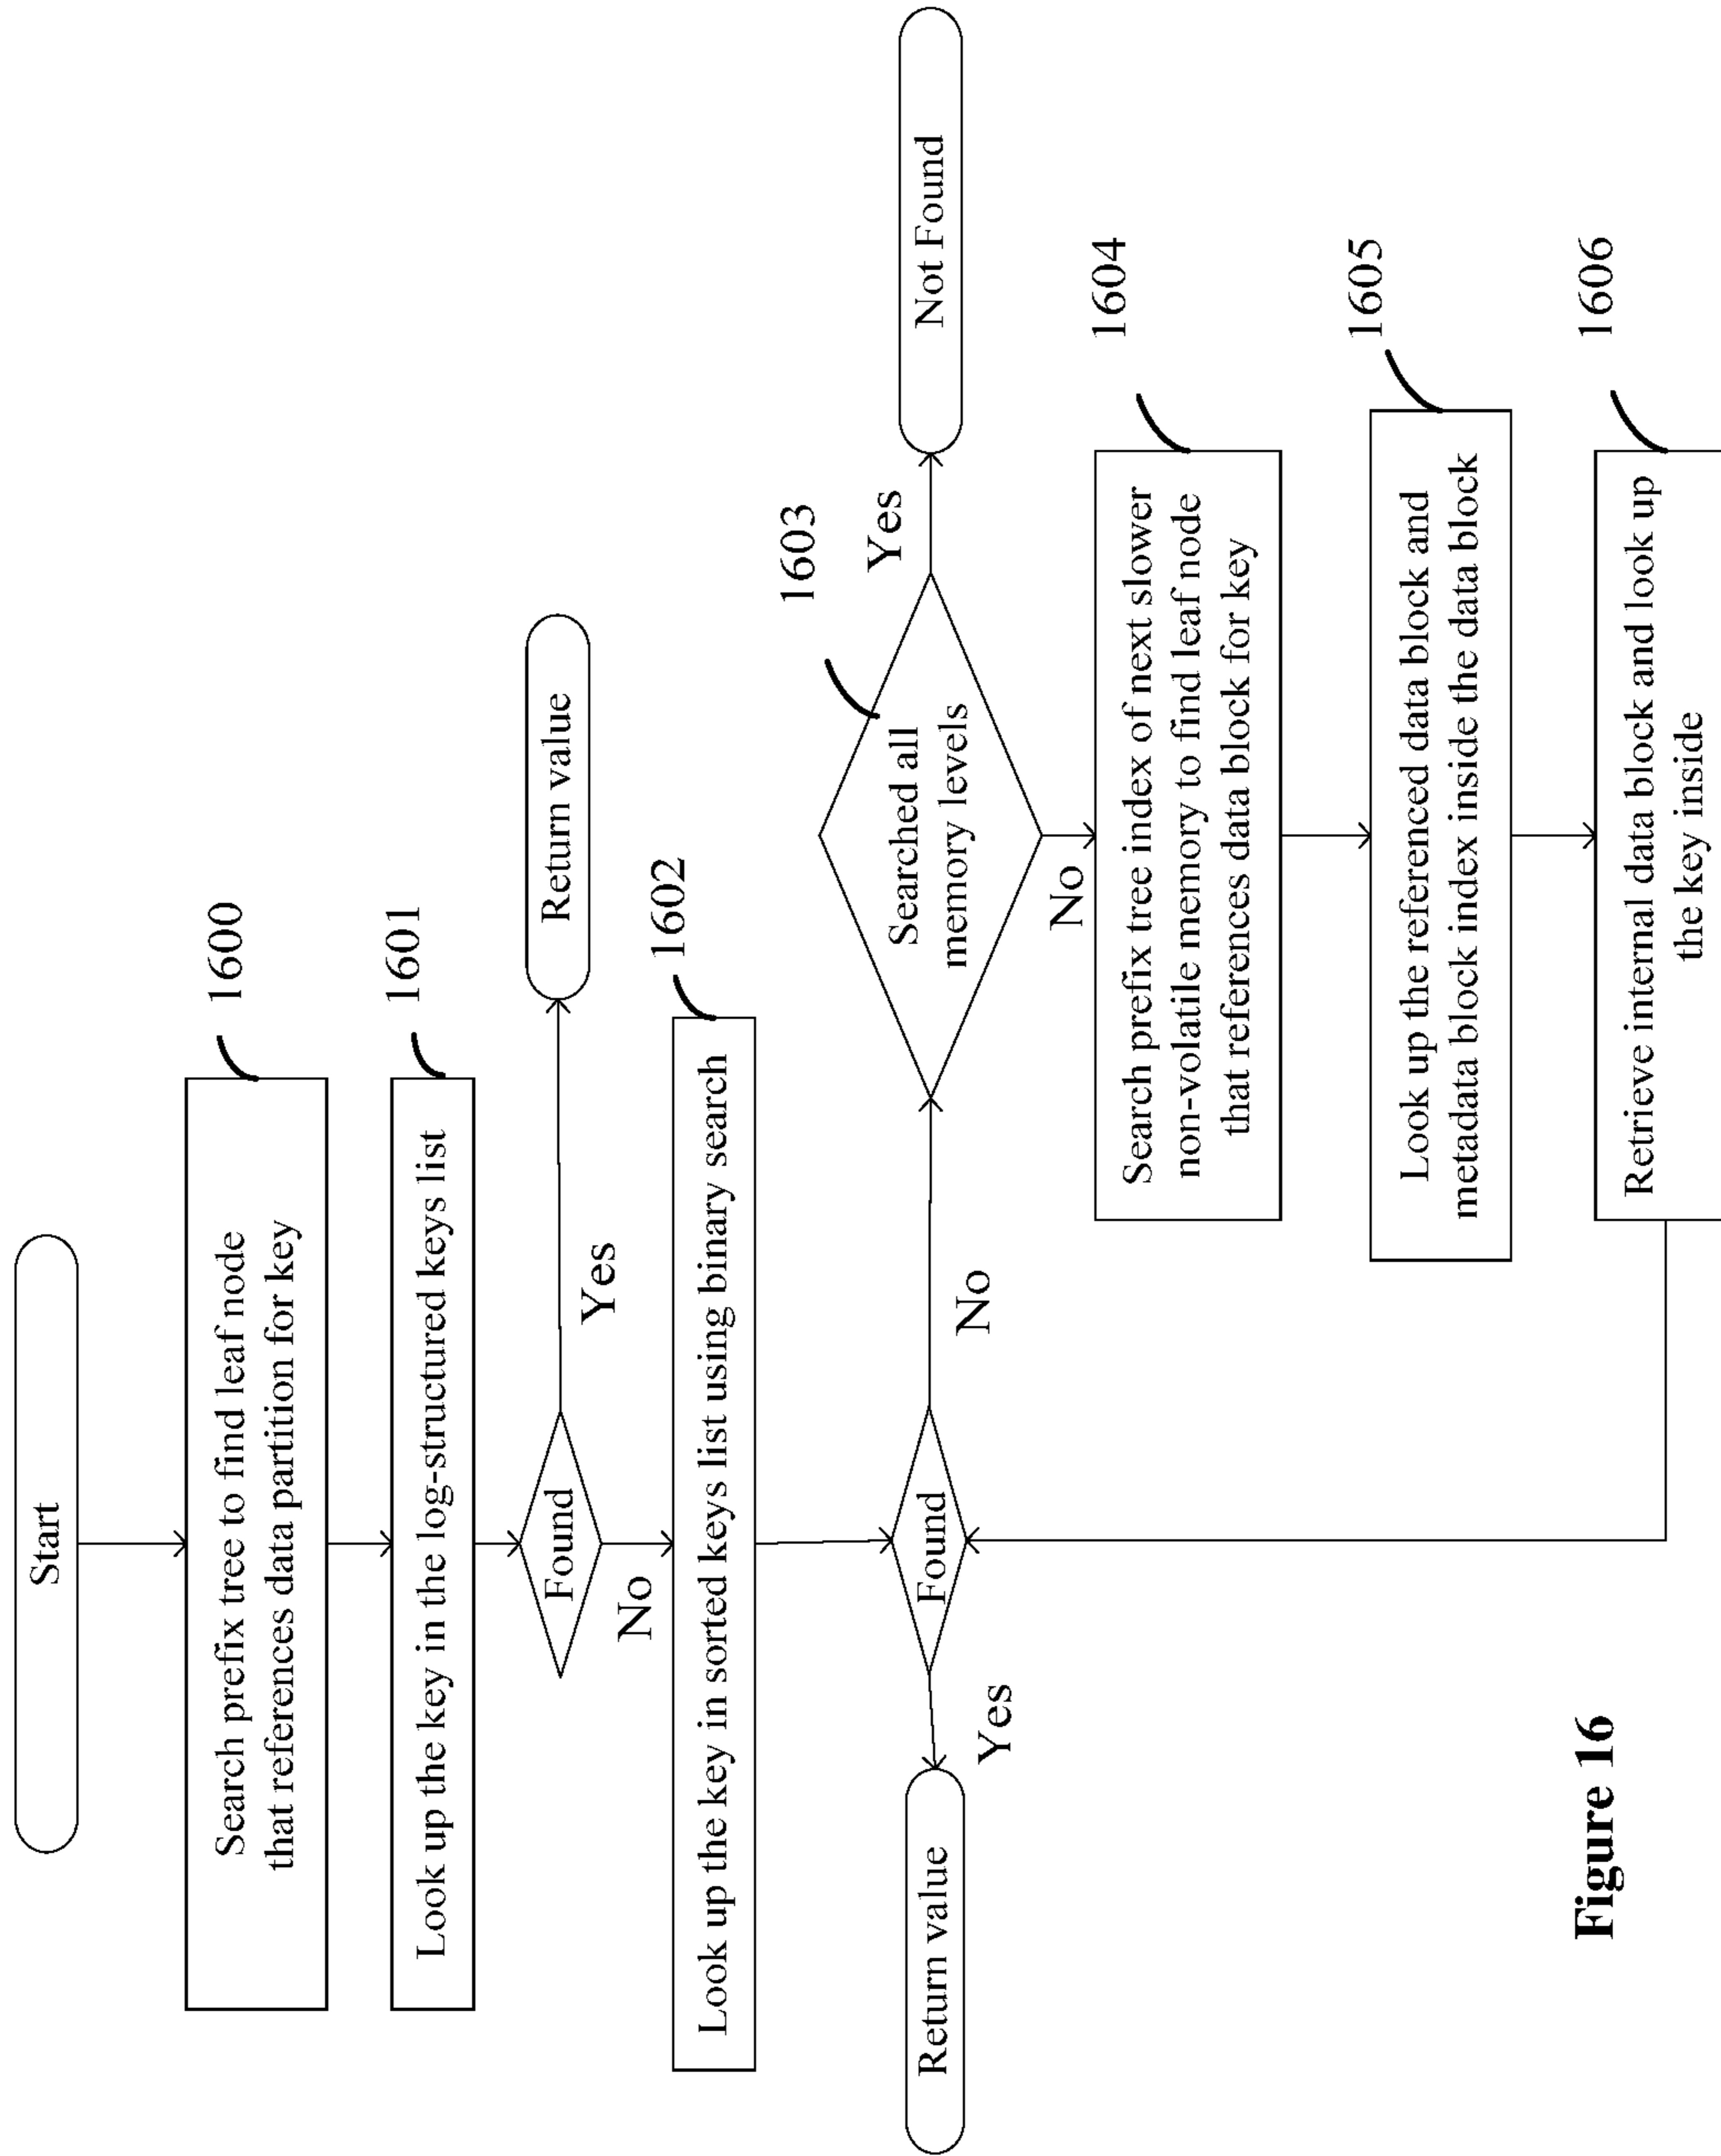 Start
1600
Search prefix tree to find leaf node
that references data partition for key
1601
Look up the key in the log-structured keys list
Found
Yes
Return value
No
1602
Look up the key in sorted keys list using binary search
Found
Yes
Return value
No
1603
Searched all
memory levels
Yes
Not Found
No
1604
Search prefix tree index of next slower
non-volatile memory to find leaf node
that references data block for key
1605
Look up the referenced data block and
metadata block index inside the data block
1606
Retrieve internal data block and look up
the key inside
Figure 16